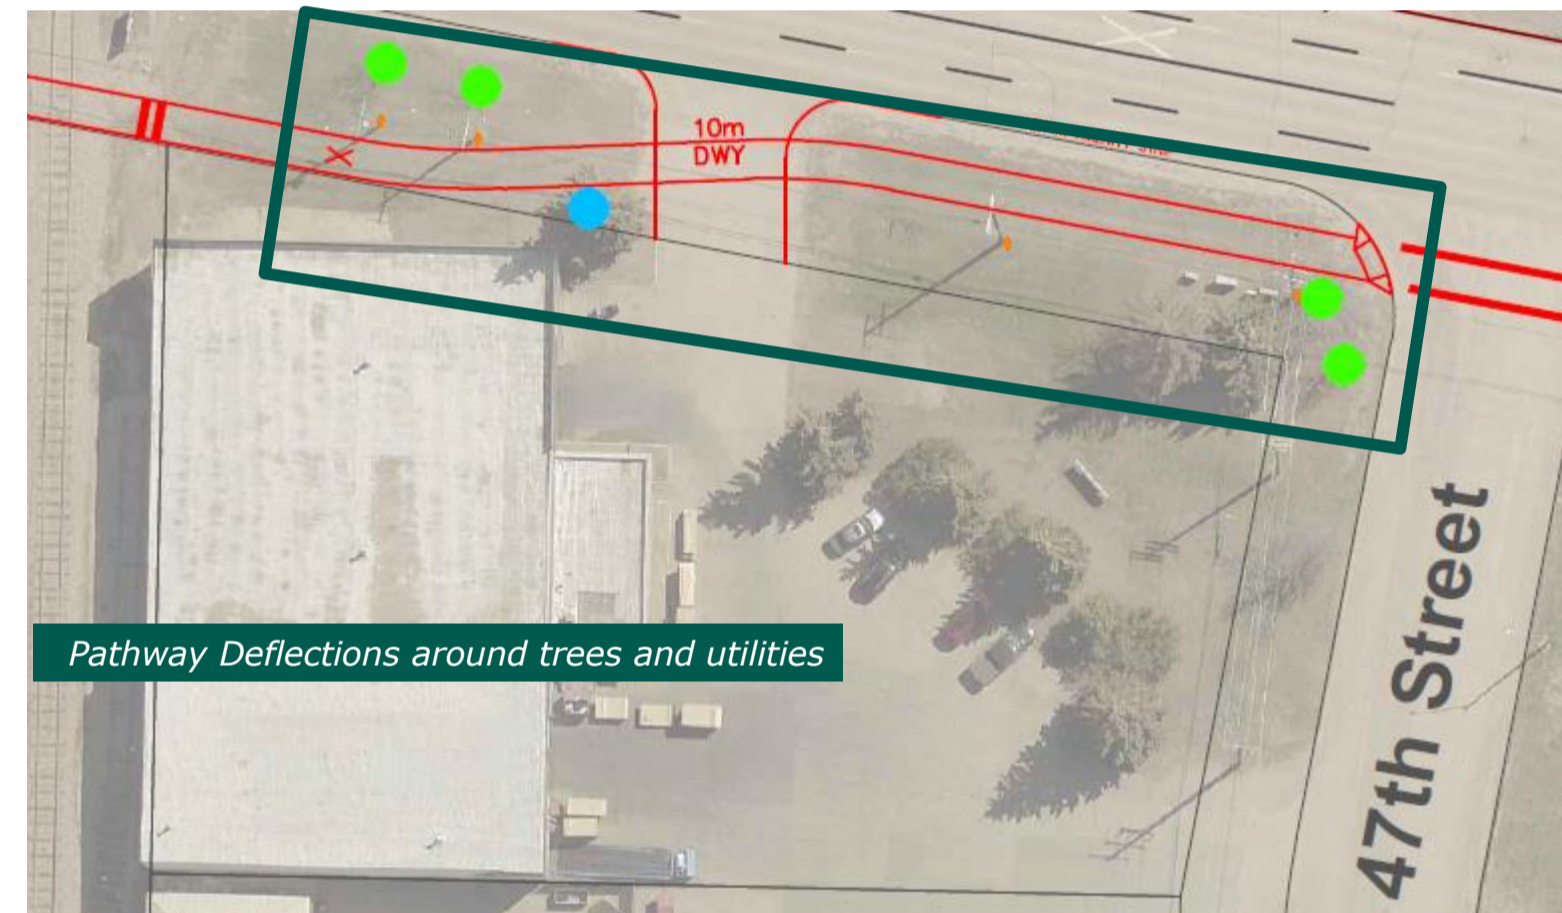 10m
DWY
Pathway Deflections around trees and utilities
47th Street